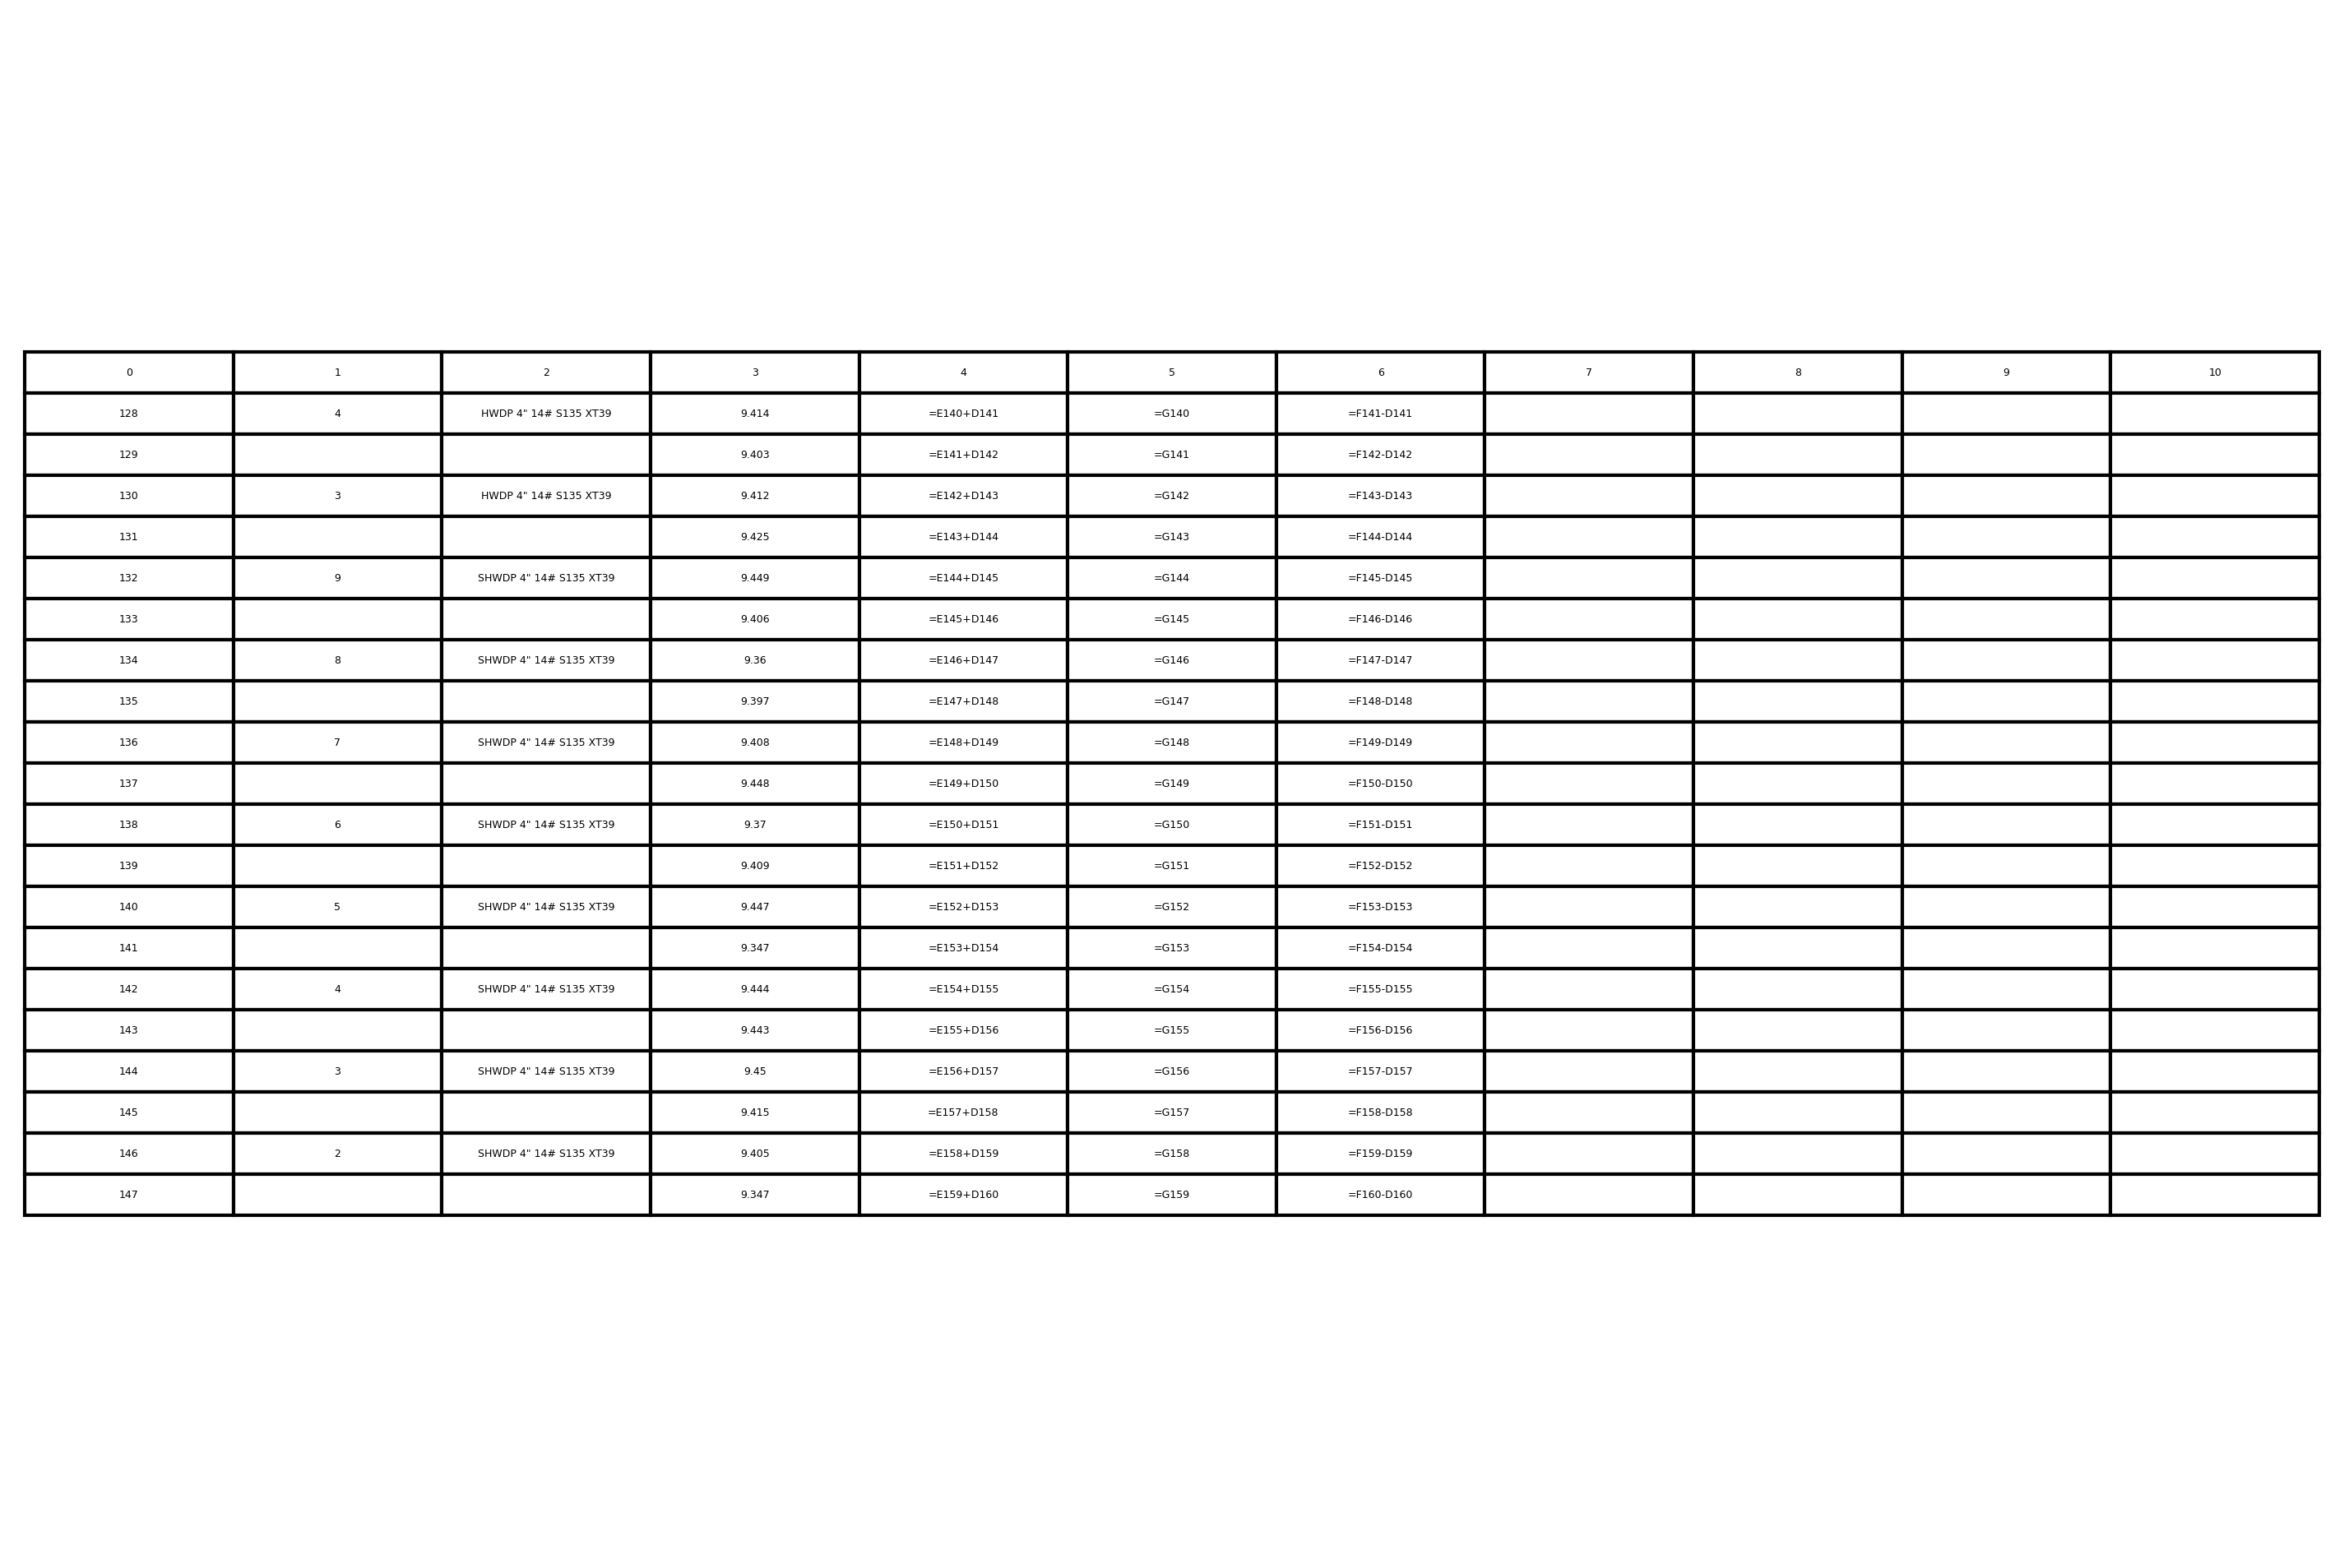 0 1 2 3 4 5 6 7 8 9 10
128 4 HWDP 4" 14# S135 XT39 9.414 =E140+D141 =G140 =F141-D141
129 9.403 =E141+D142 =G141 =F142-D142
130 3 HWDP 4" 14# S135 XT39 9.412 =E142+D143 =G142 =F143-D143
131 9.425 =E143+D144 =G143 =F144-D144
132 9 SHWDP 4" 14# S135 XT39 9.449 =E144+D145 =G144 =F145-D145
133 9.406 =E145+D146 =G145 =F146-D146
134 8 SHWDP 4" 14# S135 XT39 9.36 =E146+D147 =G146 =F147-D147
135 9.397 =E147+D148 =G147 =F148-D148
136 7 SHWDP 4" 14# S135 XT39 9.408 =E148+D149 =G148 =F149-D149
137 9.448 =E149+D150 =G149 =F150-D150
138 6 SHWDP 4" 14# S135 XT39 9.37 =E150+D151 =G150 =F151-D151
139 9.409 =E151+D152 =G151 =F152-D152
140 5 SHWDP 4" 14# S135 XT39 9.447 =E152+D153 =G152 =F153-D153
141 9.347 =E153+D154 =G153 =F154-D154
142 4 SHWDP 4" 14# S135 XT39 9.444 =E154+D155 =G154 =F155-D155
143 9.443 =E155+D156 =G155 =F156-D156
144 3 SHWDP 4" 14# S135 XT39 9.45 =E156+D157 =G156 =F157-D157
145 9.415 =E157+D158 =G157 =F158-D158
146 2 SHWDP 4" 14# S135 XT39 9.405 =E158+D159 =G158 =F159-D159
147 9.347 =E159+D160 =G159 =F160-D160